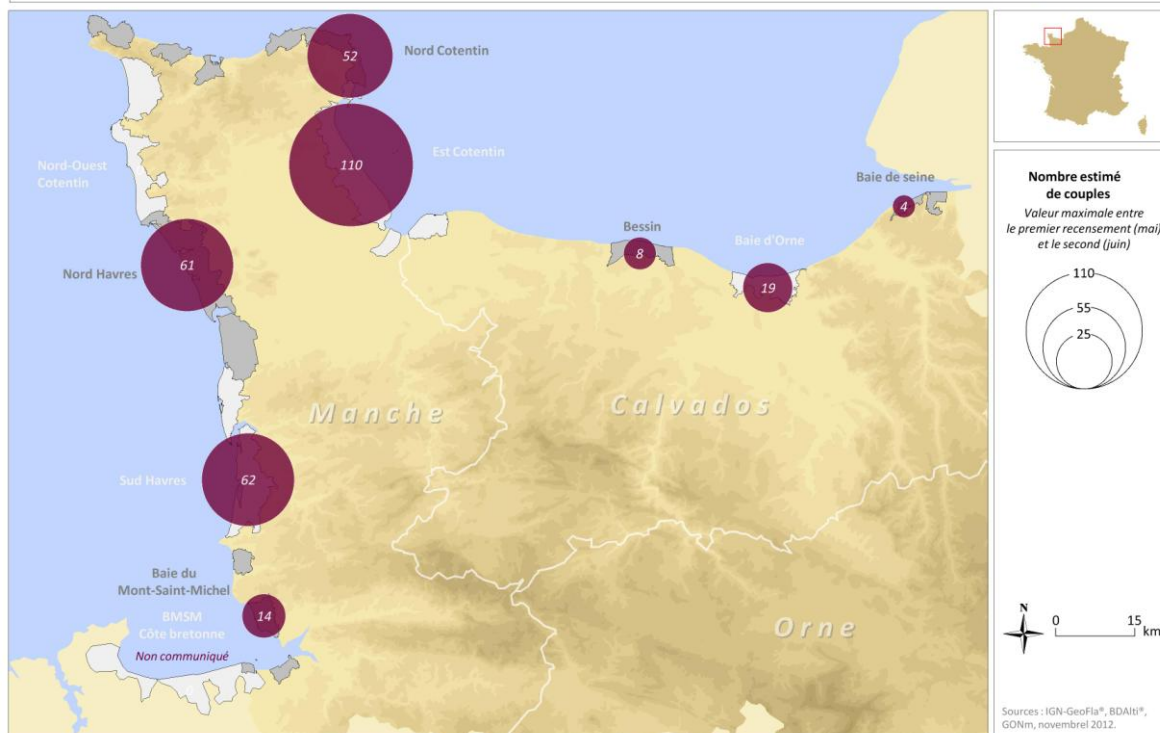 Nord Cotentin
52
Est Cotentin
110
Nord-Ouest
Cotentin
Baie de seine
4
Bessin
8
Baie d'Orne
19
Nord Havres
61
Manche
Calvados
Sud Havres
62
Baie du
Mont-Saint-Michel
14
BMSM
Côte bretonne
Non communiqué
Orne
Nombre estimé
de couples
Valeur maximale entre
le premier recensement (mai)
et le second (juin)
110
55
25
N
0 15
km
Sources : IGN-GeoFla®, BDAlti®,
GONm, novembrel 2012.